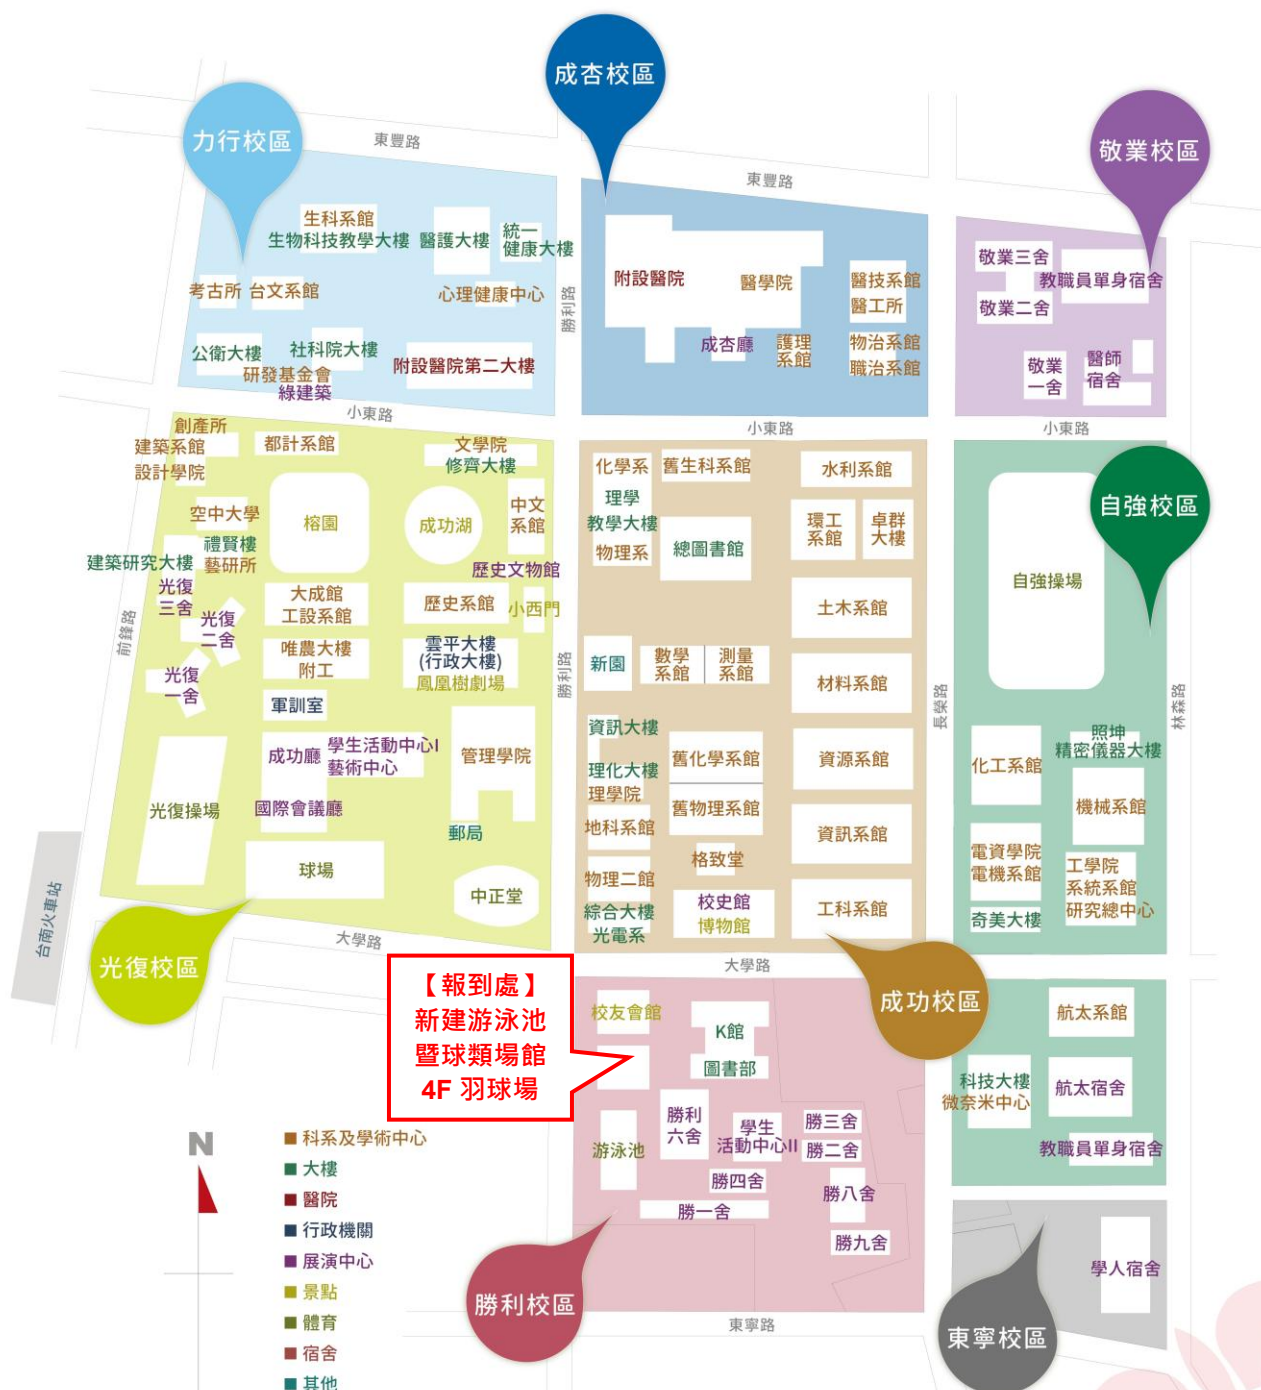 成杏校區
力行校區
敬業校區
東豐路
東豐路
生科系館
生物科技教學大樓
醫護大樓
統一
健康大樓
考古所
台文系館
心理健康中心
公衛大樓
社科院大樓
研發基金會
綠建築
附設醫院第二大樓
勝利路
附設醫院
醫學院
醫技系館
醫工所
成杏廳
護理
系館
物治系館
職治系館
敬業三舍
教職員單身宿舍
敬業二舍
敬業
一舍
醫師
宿舍
小東路
小東路
小東路
創產所
建築系館
設計學院
都計系館
文學院
修齊大樓
空中大學
榕園
成功湖
中文
系館
禮賢樓
建築研究大樓
藝研所
歷史文物館
光復
三舍
大成館
工設系館
歷史系館
小西門
光復
二舍
唯農大樓
附工
雲平大樓
(行政大樓)
鳳凰樹劇場
前鋒路
光復
一舍
軍訓室
成功廳
學生活動中心I
藝術中心
管理學院
光復操場
國際會議廳
郵局
球場
中正堂
台南火車站
光復校區
大學路
化學系
理學
教學大樓
物理系
舊生科系館
水利系館
總圖書館
環工
系館
卓群
大樓
土木系館
新園
數學
系館
測量
系館
材料系館
勝利路
資訊大樓
理化大樓
理學院
舊化學系館
資源系館
地科系館
舊物理系館
資訊系館
物理二館
格致堂
綜合大樓
光電系
校史館
博物館
工科系館
大學路
成功校區
長榮路
自強校區
自強操場
林森路
照坤
精密儀器大樓
化工系館
機械系館
電資學院
電機系館
工學院
系統系館
研究總中心
奇美大樓
【報到處】
新建游泳池
暨球類場館
4F 羽球場
校友會館
K館
圖書部
勝利
六舍
游泳池
學生
活動中心II
勝三舍
勝二舍
勝四舍
勝八舍
勝一舍
勝九舍
勝利校區
東寧路
航太系館
科技大樓
微奈米中心
航太宿舍
教職員單身宿舍
學人宿舍
東寧校區
N
科系及學術中心
大樓
醫院
行政機關
展演中心
景點
體育
宿舍
其他